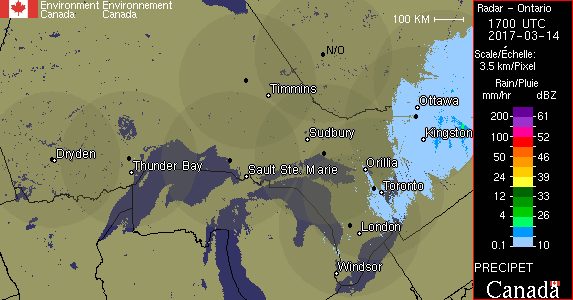 Environment Environnement
Canada Canada
100 KM
N/O
Timmins
Ottawa
Sudbury
Kingston
Dryden
Thunder Bay
Sault Ste. Marie
Orillia
Toronto
London
Windsor
Radar - Ontario
1700 UTC
2017-03-14
Scale/Échelle:
3.5 km/Pixel
Rain/Pluie
mm/hr dBZ
200 61
100 52
50 46
24 39
12 33
4 26
0.1 10
PRECIPET
Canada